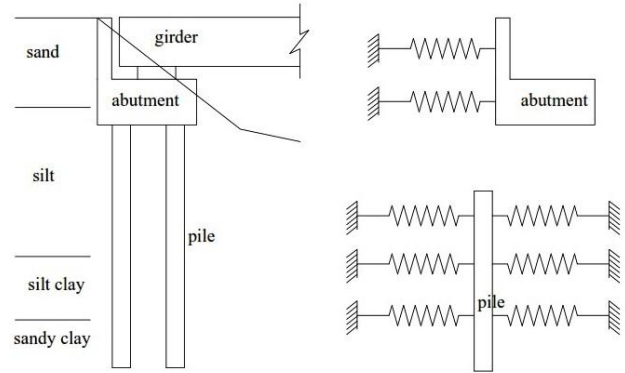 sand
girder
abutment
silt
pile
silt clay
sandy clay
abutment
pile